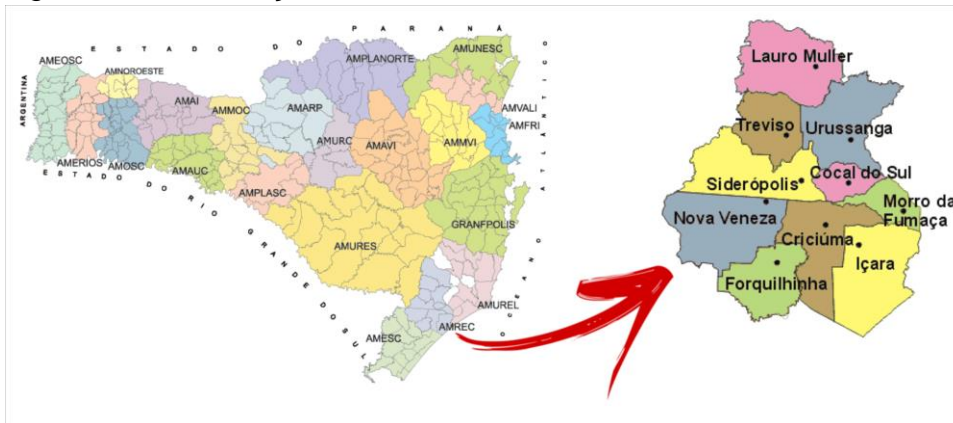 ESTADO DO PARANÁ
AMEOSC
AMNOROESTE
AMPLANORTE
AMUNESC
ARGENTINA
AMAI
AMMOC
AMARP
AMVALI
AMFRI
AMURC
AMAVI
AMMVI
AMERIOS
AMOSC
AMAUC
AMPLASC
ESTADO DO RIO GRANDE DO SUL
AMURES
GRANFPOLIS
OCEANO ATLÂNTICO
AMUREL
AMREC
AMESC
Lauro Muller
Treviso
Urussanga
Cocal do Sul
Siderópolis
Morro da
Fumaça
Nova Veneza
Criciúma
Içara
Forquilhinha